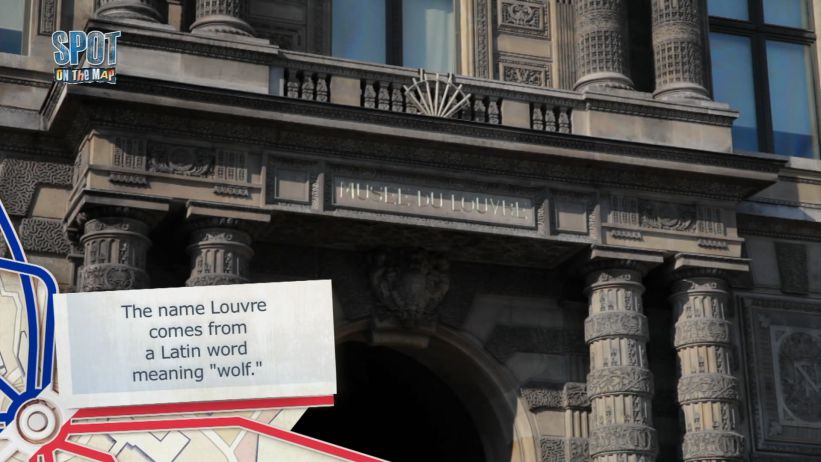 SPOT
ON THE MAP
MUSEE DU LOUVRE
The name Louvre
comes from
a Latin word
meaning "wolf."